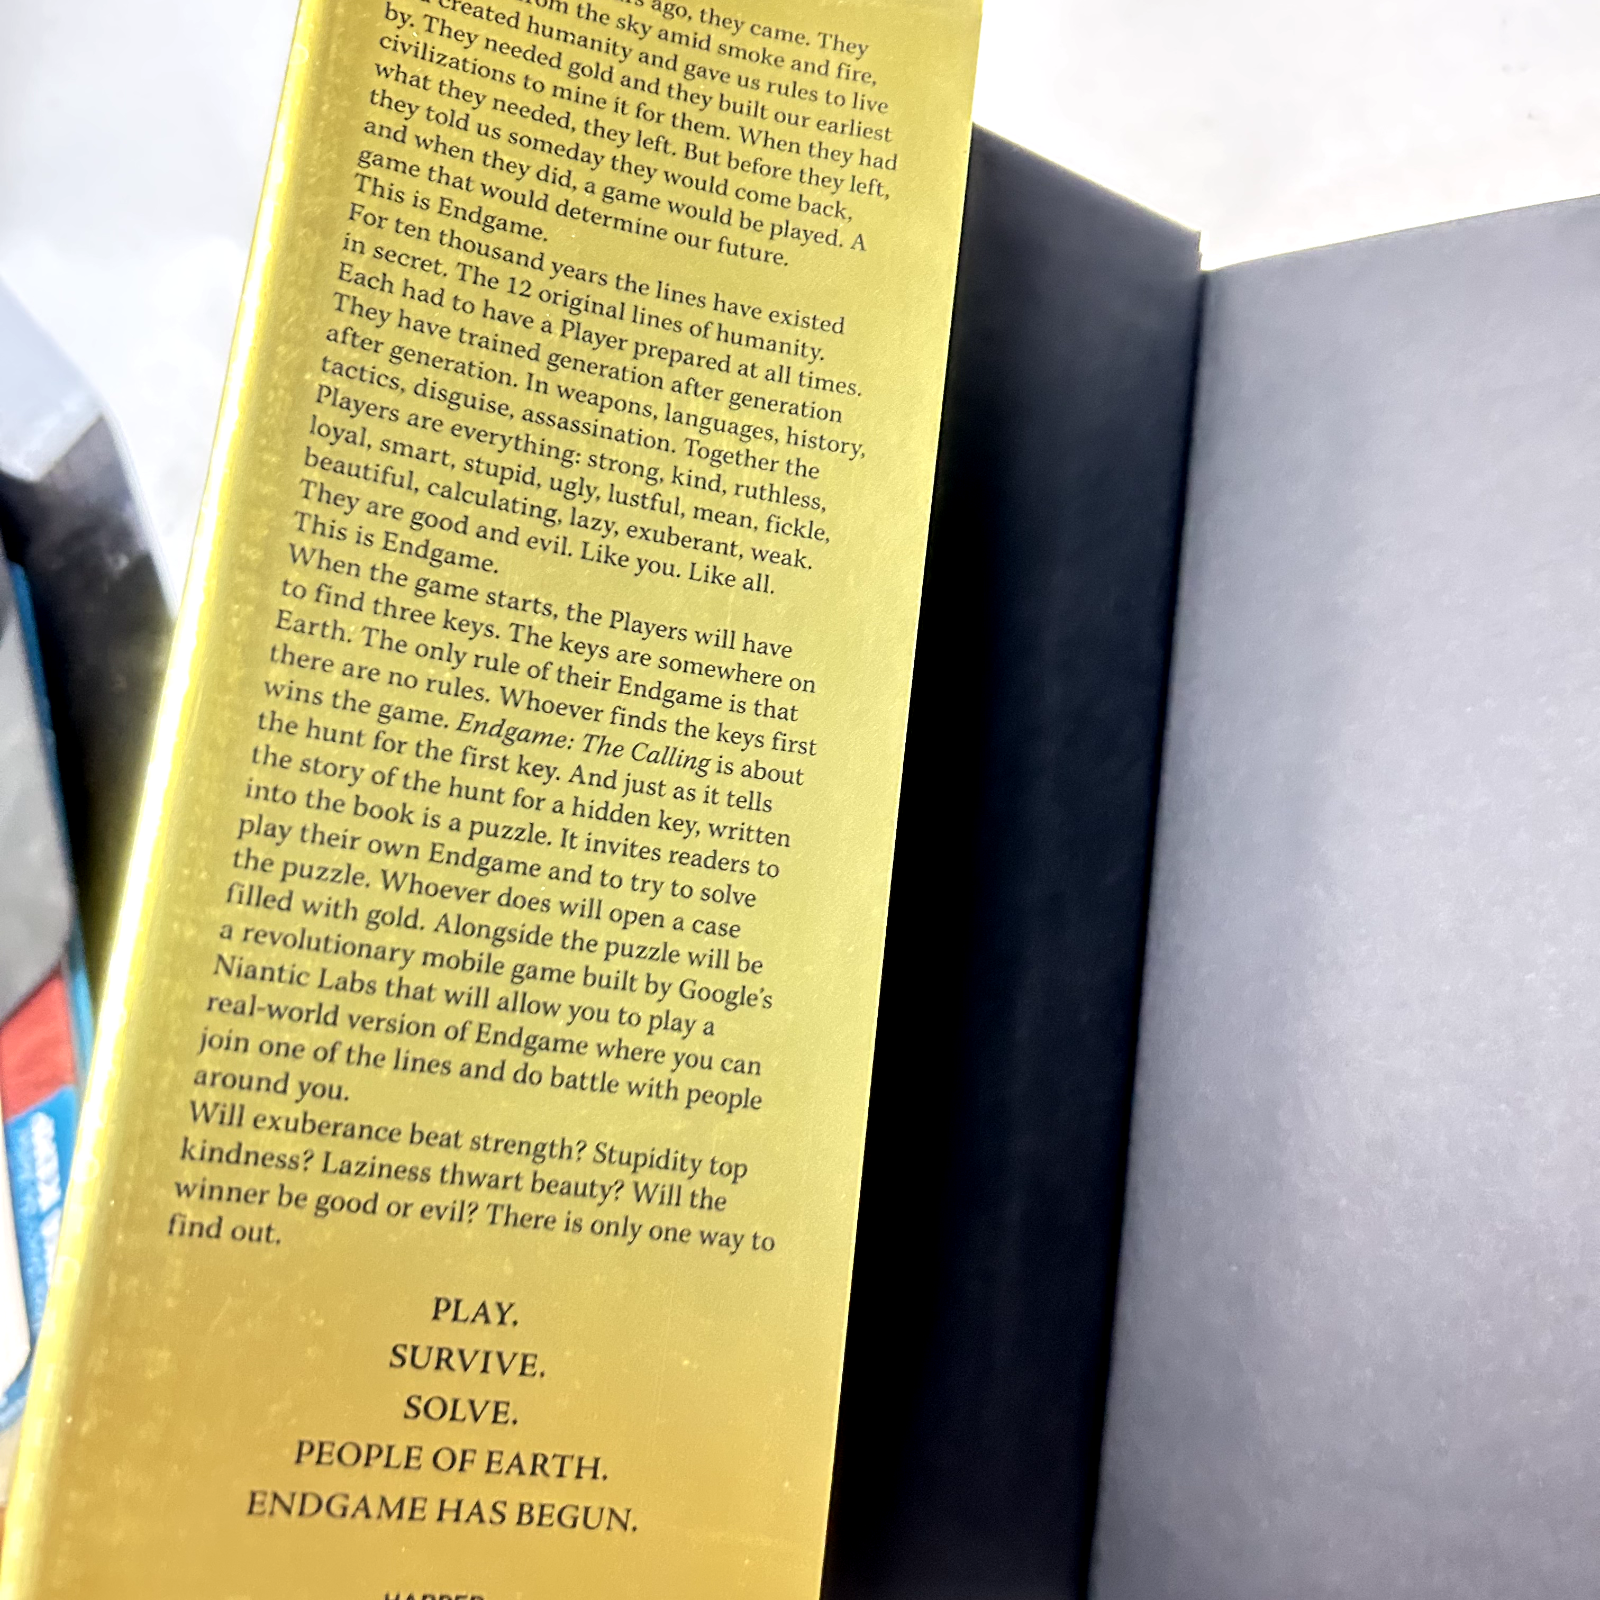 ago, they came. They
from the sky amid smoke and fire,
created humanity and gave us rules to live
by. They needed gold and they built our earliest
civilizations to mine it for them. When they had
what they needed, they left. But before they left,
they told us someday they would come back,
and when they did, a game would be played. A
game that would determine our future.
This is Endgame.
For ten thousand years the lines have existed
in secret. The 12 original lines of humanity.
Each had to have a Player prepared at all times.
They have trained generation after generation
after generation. In weapons, languages, history,
tactics, disguise, assassination. Together the
Players are everything: strong, kind, ruthless,
loyal, smart, stupid, ugly, lustful, mean, fickle,
beautiful, calculating, lazy, exuberant, weak.
They are good and evil. Like you. Like all.
This is Endgame.
When the game starts, the Players will have
to find three keys. The keys are somewhere on
Earth. The only rule of their Endgame is that
there are no rules. Whoever finds the keys first
wins the game. Endgame: The Calling is about
the hunt for the first key. And just as it tells
the story of the hunt for a hidden key, written
into the book is a puzzle. It invites readers to
play their own Endgame and to try to solve
the puzzle. Whoever does will open a case
filled with gold. Alongside the puzzle will be
a revolutionary mobile game built by Google's
Niantic Labs that will allow you to play a
real-world version of Endgame where you can
join one of the lines and do battle with people
around you.
Will exuberance beat strength? Stupidity top
kindness? Laziness thwart beauty? Will the
winner be good or evil? There is only one way to
find out.
PLAY.
SURVIVE.
SOLVE.
PEOPLE OF EARTH.
ENDGAME HAS BEGUN.
HARPER